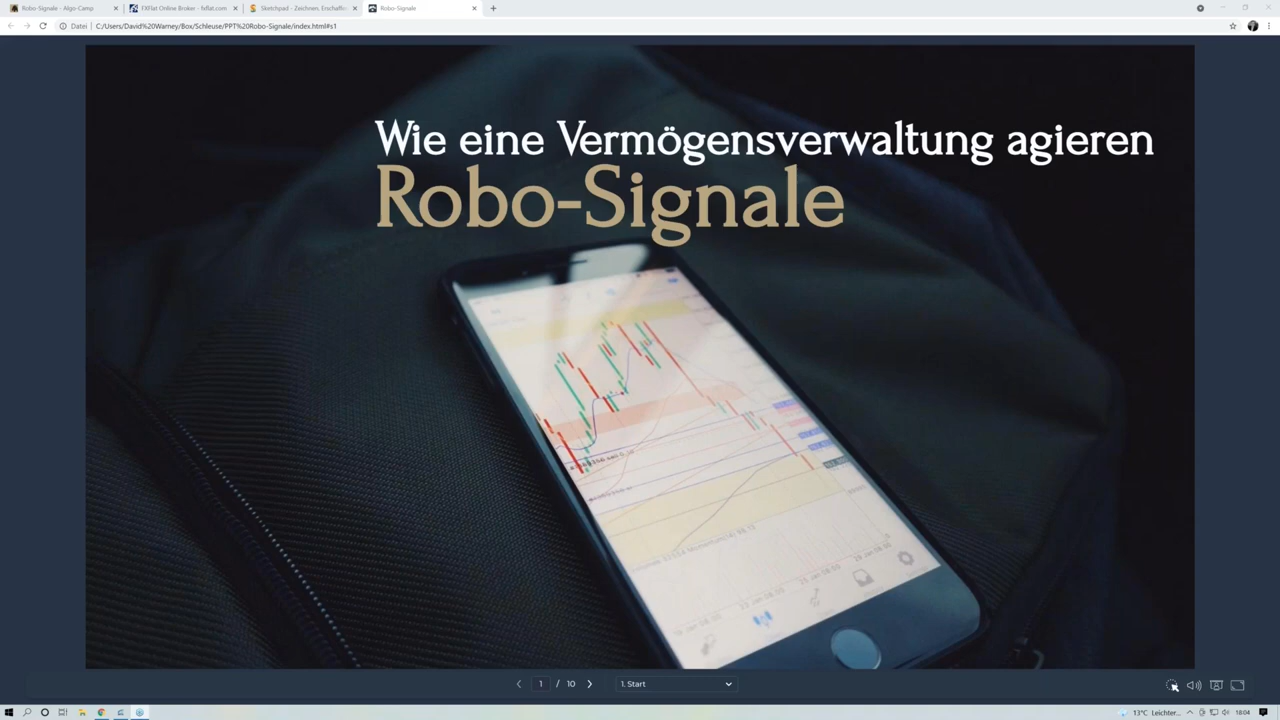 Robo-Signale - Algo-Camp
FXFlat Online Broker - fxflat.com
Sketchpad - Zeichnen, Erschaffen
Robo-Signale
Datei
C:/Users/David%20Warney/Box/Schleuse/PPT%20Robo-Signale/index.html#s1
Wie eine Vermögensverwaltung agieren
Robo-Signale
1 / 10
1. Start
13°C Leichter...
18:04